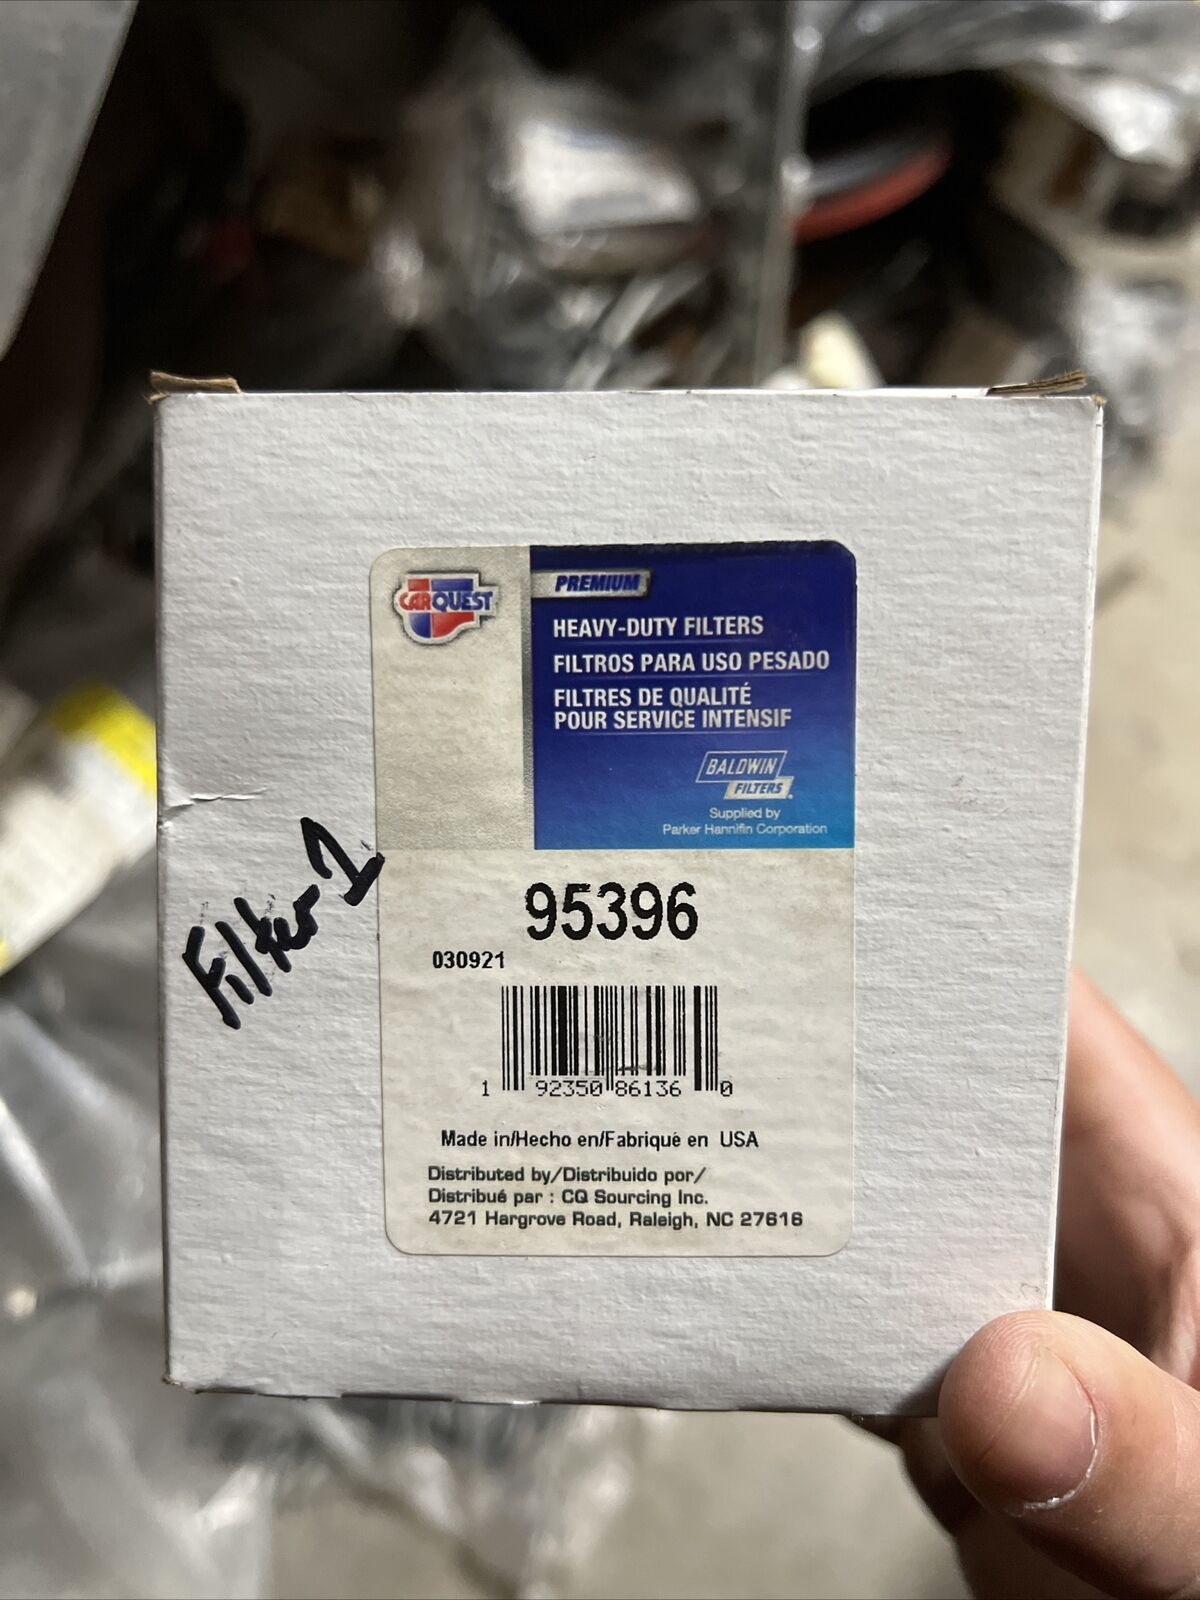 CARQUEST
PREMIUM
HEAVY-DUTY FILTERS
FILTROS PARA USO PESADO
FILTRES DE QUALITÉ
POUR SERVICE INTENSIF
BALDWIN
FILTERS®
Supplied by
Parker Hannifin Corporation
Filter 1
95396
030921
1 92350 86136 0
Made in/Hecho en/Fabriqué en USA
Distributed by/Distribuido por/
Distribué par : CQ Sourcing Inc.
4721 Hargrove Road, Raleigh, NC 27616